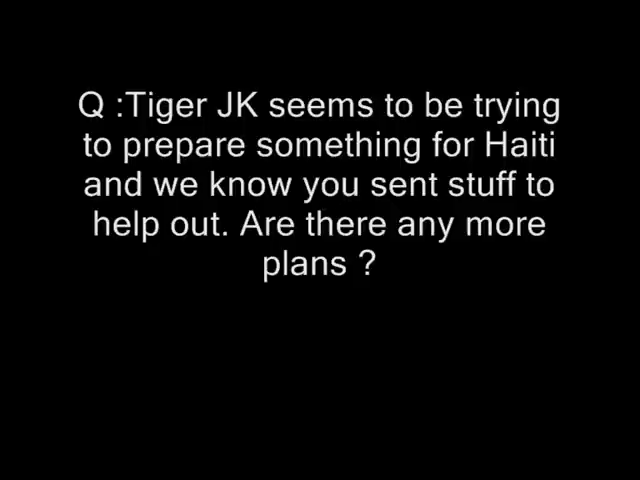 Q :Tiger JK seems to be trying
to prepare something for Haiti
and we know you sent stuff to
help out. Are there any more
plans ?